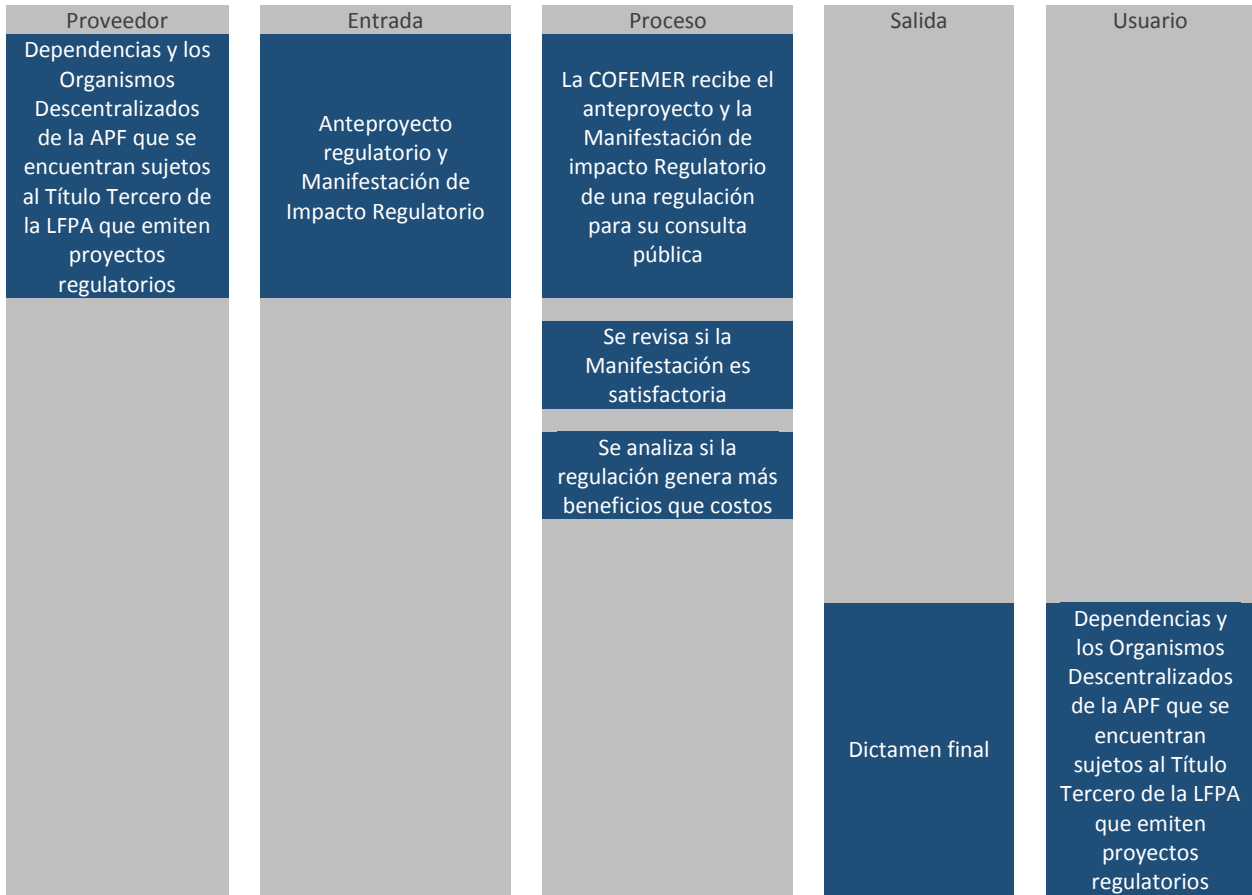 Proveedor
Dependencias y los
Organismos
Descentralizados
de la APF que se
encuentran sujetos
al Título Tercero de
la LFPA que emiten
proyectos
regulatorios
Entrada
Anteproyecto
regulatorio y
Manifestación de
Impacto Regulatorio
Proceso
La COFEMER recibe el
anteproyecto y la
Manifestación de
impacto Regulatorio
de una regulación
para su consulta
pública
Se revisa si la
Manifestación es
satisfactoria
Se analiza si la
regulación genera más
beneficios que costos
Salida
Dictamen final
Usuario
Dependencias y
los Organismos
Descentralizados
de la APF que se
encuentran
sujetos al Título
Tercero de la LFPA
que emiten
proyectos
regulatorios